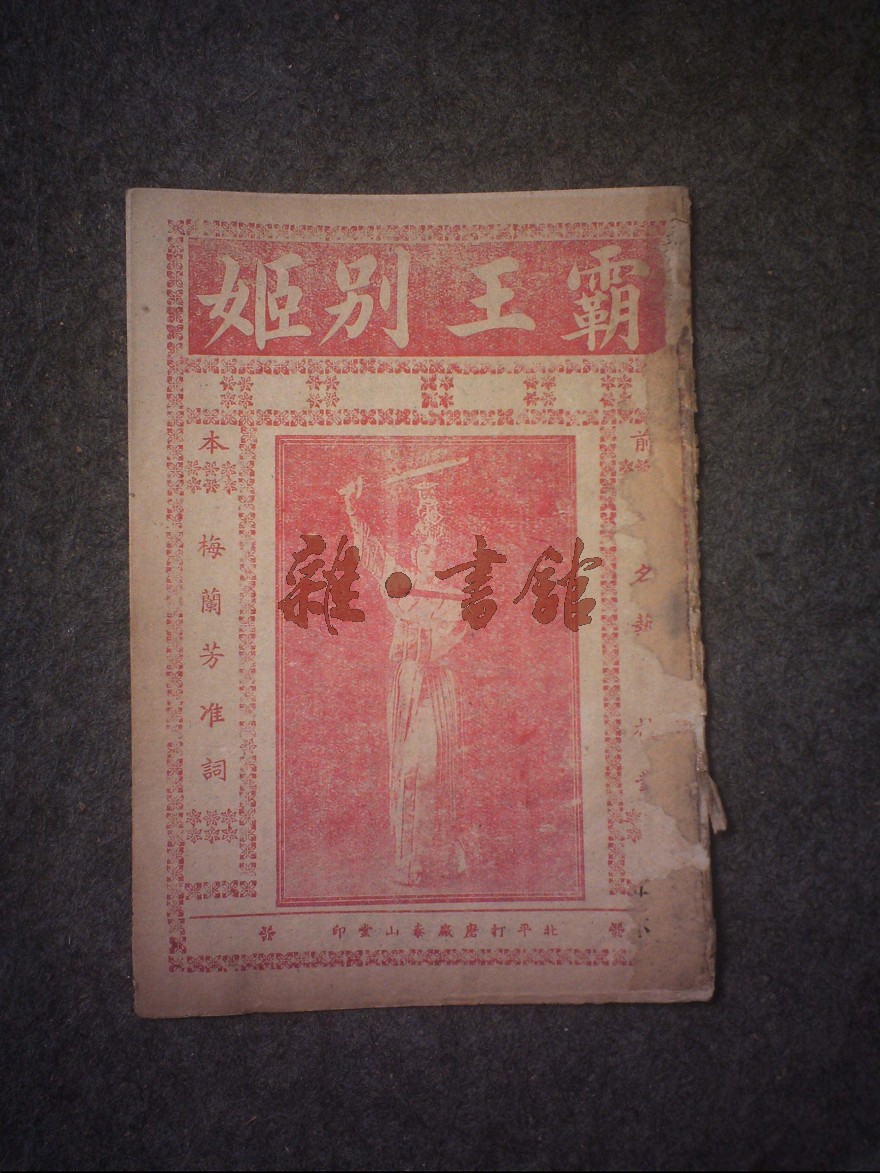 霸王別姬
前
本
梅蘭芳准詞
雜·書館
北平打磨廠泰山堂印